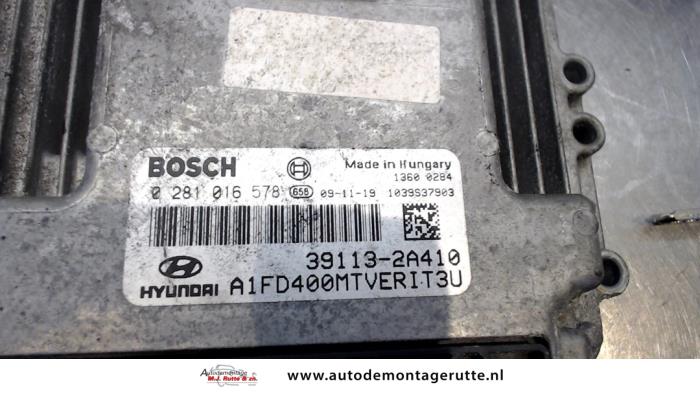 BOSCH
Made in Hungary
1360 0284
0 281 016 578 658 09-11-19 1039S37903
39113-2A410
HYUNDAI A1FD400MTVERIT3U
Autodemontage
M.J. Rutte & zn.
www.autodemontagerutte.nl